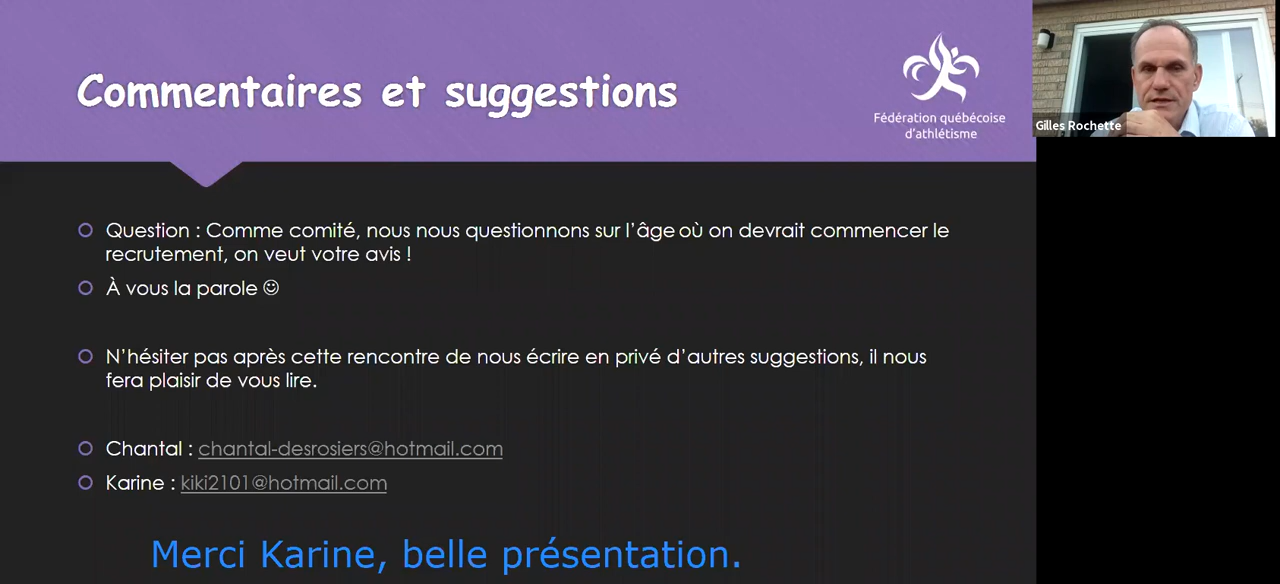 Commentaires et suggestions
Fédération québécoise
d'athlétisme
Gilles Rochette
Question : Comme comité, nous nous questionnons sur l'âge où on devrait commencer le
recrutement, on veut votre avis !
À vous la parole ☺
N'hésiter pas après cette rencontre de nous écrire en privé d'autres suggestions, il nous
fera plaisir de vous lire.
Chantal : chantal-desrosiers@hotmail.com
Karine : kiki2101@hotmail.com
Merci Karine, belle présentation.